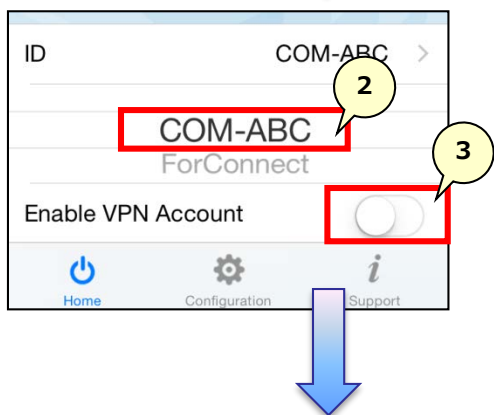 ID COM-ABC
2
COM-ABC
ForConnect
3
Enable VPN Account
Home Configuration Support